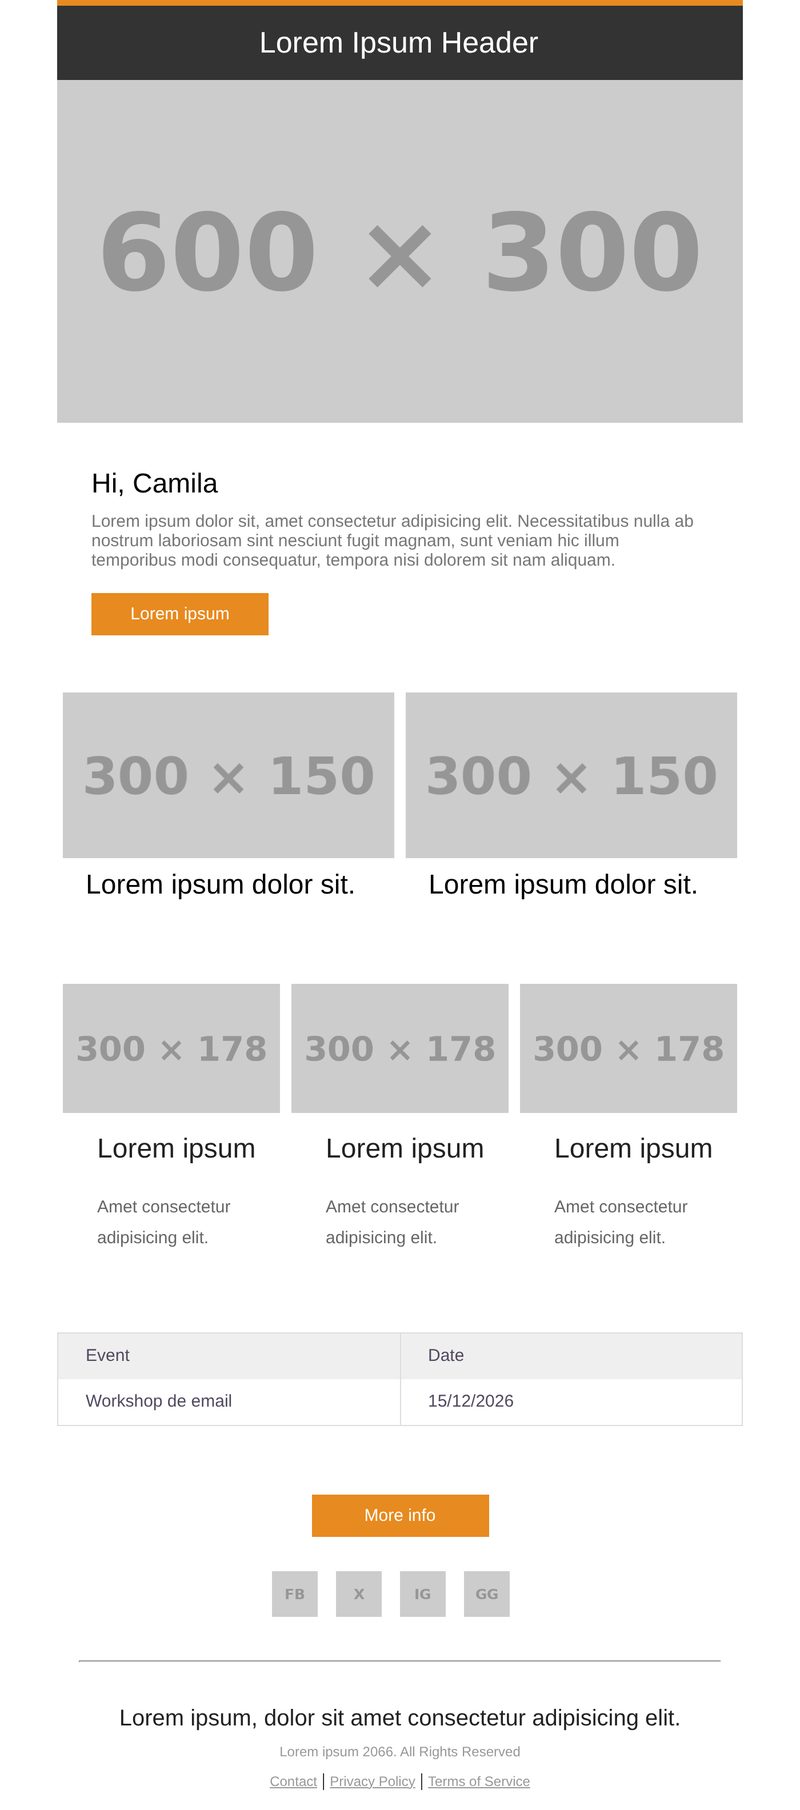 Lorem Ipsum Header
600 × 300
Hi, Camila
Lorem ipsum dolor sit, amet consectetur adipisicing elit. Necessitatibus nulla ab
nostrum laboriosam sint nesciunt fugit magnam, sunt veniam hic illum
temporibus modi consequatur, tempora nisi dolorem sit nam aliquam.
Lorem ipsum
300 × 150
300 × 150
Lorem ipsum dolor sit.
Lorem ipsum dolor sit.
300 × 178
300 × 178
300 × 178
Lorem ipsum
Amet consectetur
adipisicing elit.
Lorem ipsum
Amet consectetur
adipisicing elit.
Lorem ipsum
Amet consectetur
adipisicing elit.
Event Date
Workshop de email 15/12/2026
More info
FB X IG GG
Lorem ipsum, dolor sit amet consectetur adipisicing elit.
Lorem ipsum 2066. All Rights Reserved
Contact | Privacy Policy | Terms of Service